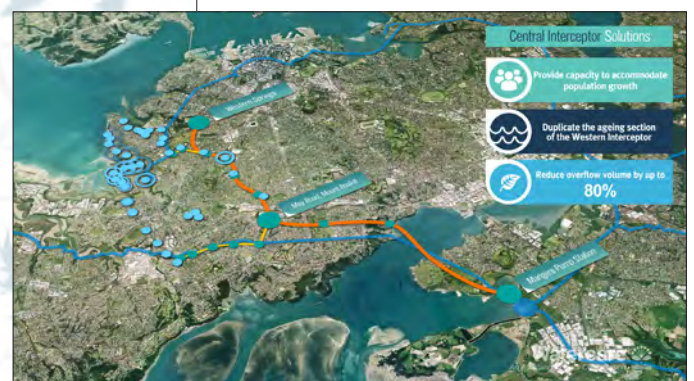 Central Interceptor Solutions
Provide capacity to accommodate
population growth
Duplicate the ageing section
of the Western Interceptor
Reduce overflow volume by up to
80%
Western Springs
May Road, Mount Roskill
Mangere Pump Station
Watercare